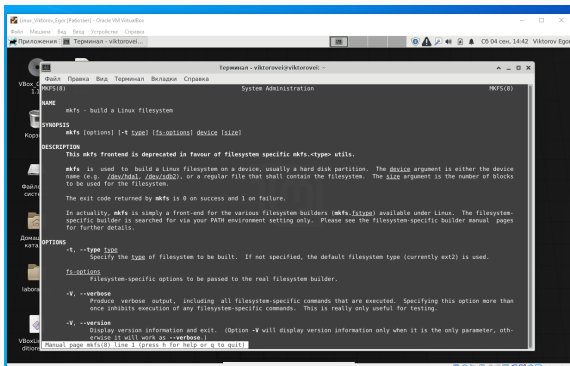 Linux_Viktorov_Egor [Работает] - Oracle VM VirtualBox
Файл Машина Вид Ввод Устройства Справка
Приложения Терминал - viktorovei...
Сб 04 сен, 14:42 Viktorov Egor
Терминал - viktorovei@viktorovei: ~
Файл Правка Вид Терминал Вкладки Справка
MKFS(8) System Administration MKFS(8)
NAME
mkfs - build a Linux filesystem
SYNOPSIS
mkfs [options] [-t type] [fs-options] device [size]
DESCRIPTION
This mkfs frontend is deprecated in favour of filesystem specific mkfs.<type> utils.
mkfs is used to build a Linux filesystem on a device, usually a hard disk partition. The device argument is either the device
name (e.g. /dev/hda1, /dev/sdb2), or a regular file that shall contain the filesystem. The size argument is the number of blocks
to be used for the filesystem.
The exit code returned by mkfs is 0 on success and 1 on failure.
In actuality, mkfs is simply a front-end for the various filesystem builders (mkfs.fstype) available under Linux. The filesystem-
specific builder is searched for via your PATH environment setting only. Please see the filesystem-specific builder manual pages
for further details.
OPTIONS
-t, --type type
Specify the type of filesystem to be built. If not specified, the default filesystem type (currently ext2) is used.
fs-options
Filesystem-specific options to be passed to the real filesystem builder.
-V, --verbose
Produce verbose output, including all filesystem-specific commands that are executed. Specifying this option more than
once inhibits execution of any filesystem-specific commands. This is really only useful for testing.
-V, --version
Display version information and exit. (Option -V will display version information only when it is the only parameter, oth-
erwise it will work as --verbose.)
Manual page mkfs(8) line 1 (press h for help or q to quit)
VBox_G
Корз
Файло
систе
Домаш
ката
labora
VBoxLin
ditions